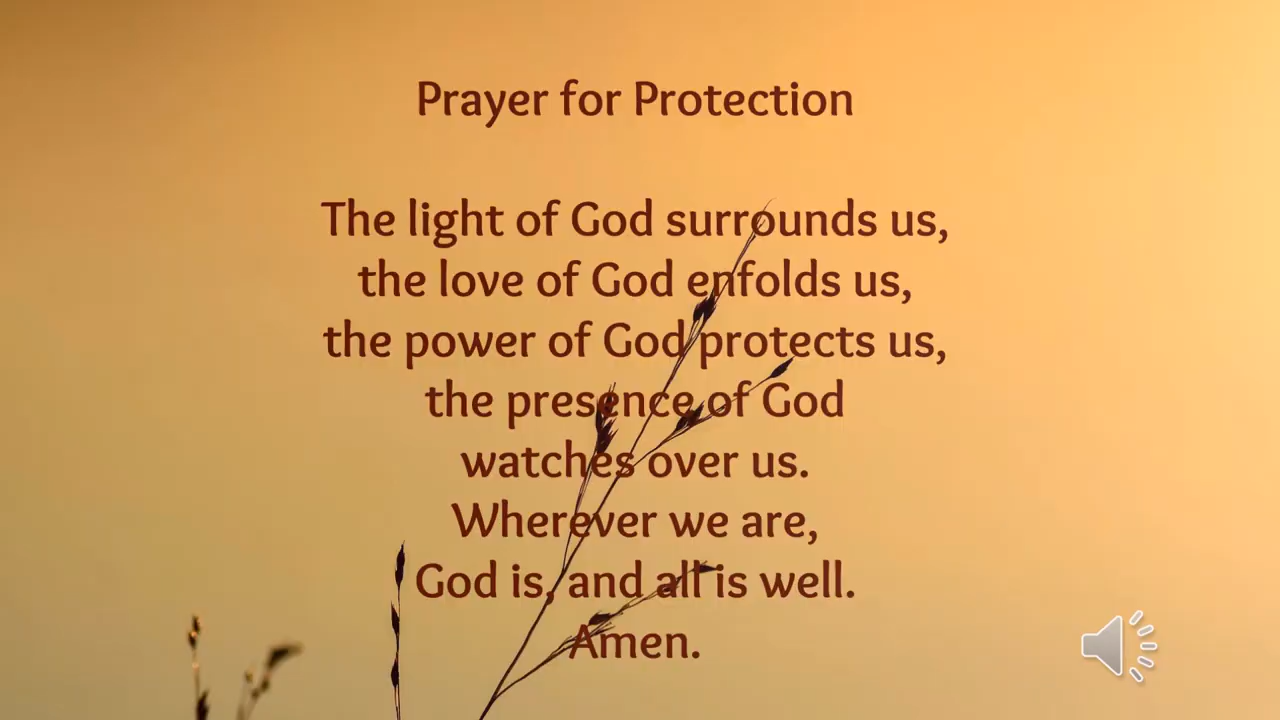 Prayer for Protection
The light of God surrounds us,
the love of God enfolds us,
the power of God protects us,
the presence of God
watches over us.
Wherever we are,
God is, and all is well.
Amen.